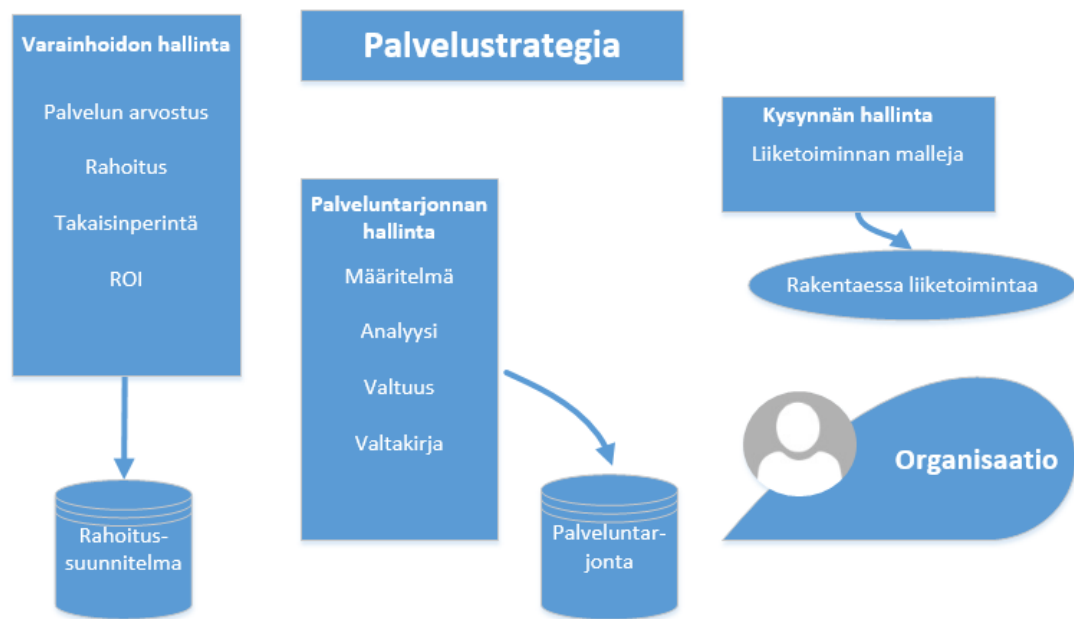 Varainhoidon hallinta
Palvelun arvostus
Rahoitus
Takaisinperintä
ROI
Rahoitus-
suunnitelma
Palvelustrategia
Palveluntarjonnan
hallinta
Määritelmä
Analyysi
Valtuus
Valtakirja
Palveluntar-
jonta
Kysynnän hallinta
Liiketoiminnan malleja
Rakentaessa liiketoimintaa
Organisaatio